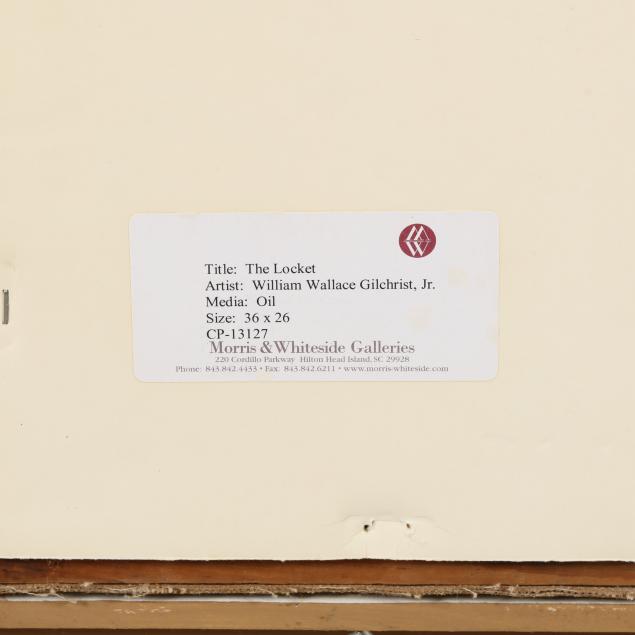 Title: The Locket
Artist: William Wallace Gilchrist, Jr.
Media: Oil
Size: 36 x 26
CP-13127
Morris & Whiteside Galleries
220 Cordillo Parkway Hilton Head Island, SC 29928
Phone: 843.842.4433 • Fax: 843.842.6211 • www.morris-whiteside.com